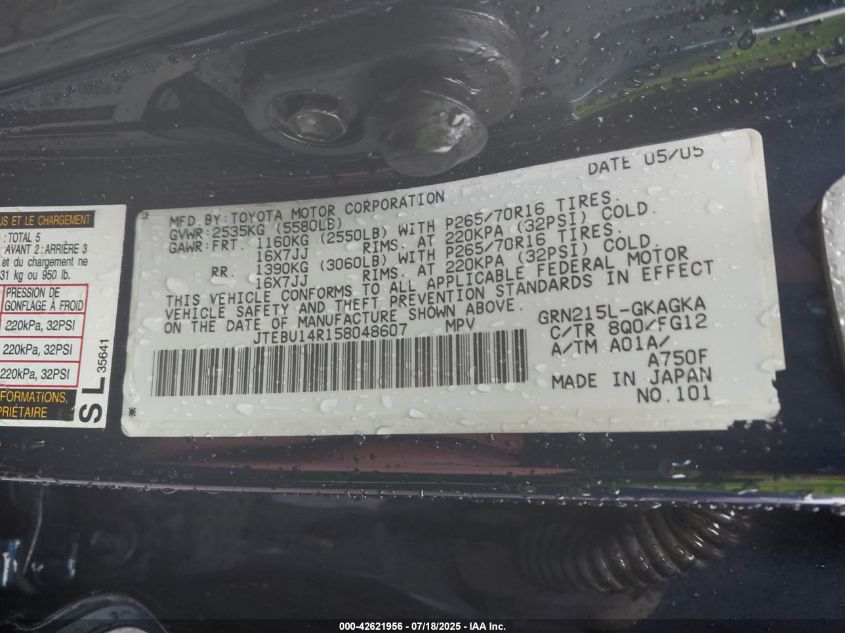 US ET LE CHARGEMENT
: TOTAL 5
AVANT 2: ARRIÈRE 3
et du chargement ne
31 kg ou 950 lb.
PRESSION DE
GONFLAGE À FROID
220kPa, 32PSI
220kPa, 32PSI
220kPa, 32PSI
FORMATIONS,
PRIÉTAIRE
SL 35641
DATE 05/05
MFD BY: TOYOTA MOTOR CORPORATION
GVWR: 2535KG (5580LB)
GAWR: FRT. 1160KG (2550LB) WITH P265/70R16 TIRES.
16X7JJ RIMS. AT 220KPA (32PSI) COLD.
RR. 1390KG (3060LB) WITH P265/70R16 TIRES.
16X7JJ RIMS. AT 220KPA (32PSI) COLD.
THIS VEHICLE CONFORMS TO ALL APPLICABLE FEDERAL MOTOR
VEHICLE SAFETY AND THEFT PREVENTION STANDARDS IN EFFECT
ON THE DATE OF MANUFACTURE SHOWN ABOVE.
JTEBU14R158048607 MPV
GRN215L-GKAGKA
C/TR 8Q0/FG12
A/TM A01A/
A750F
MADE IN JAPAN
NO.101
000-42621956 - 07/18/2025 - IAA Inc.